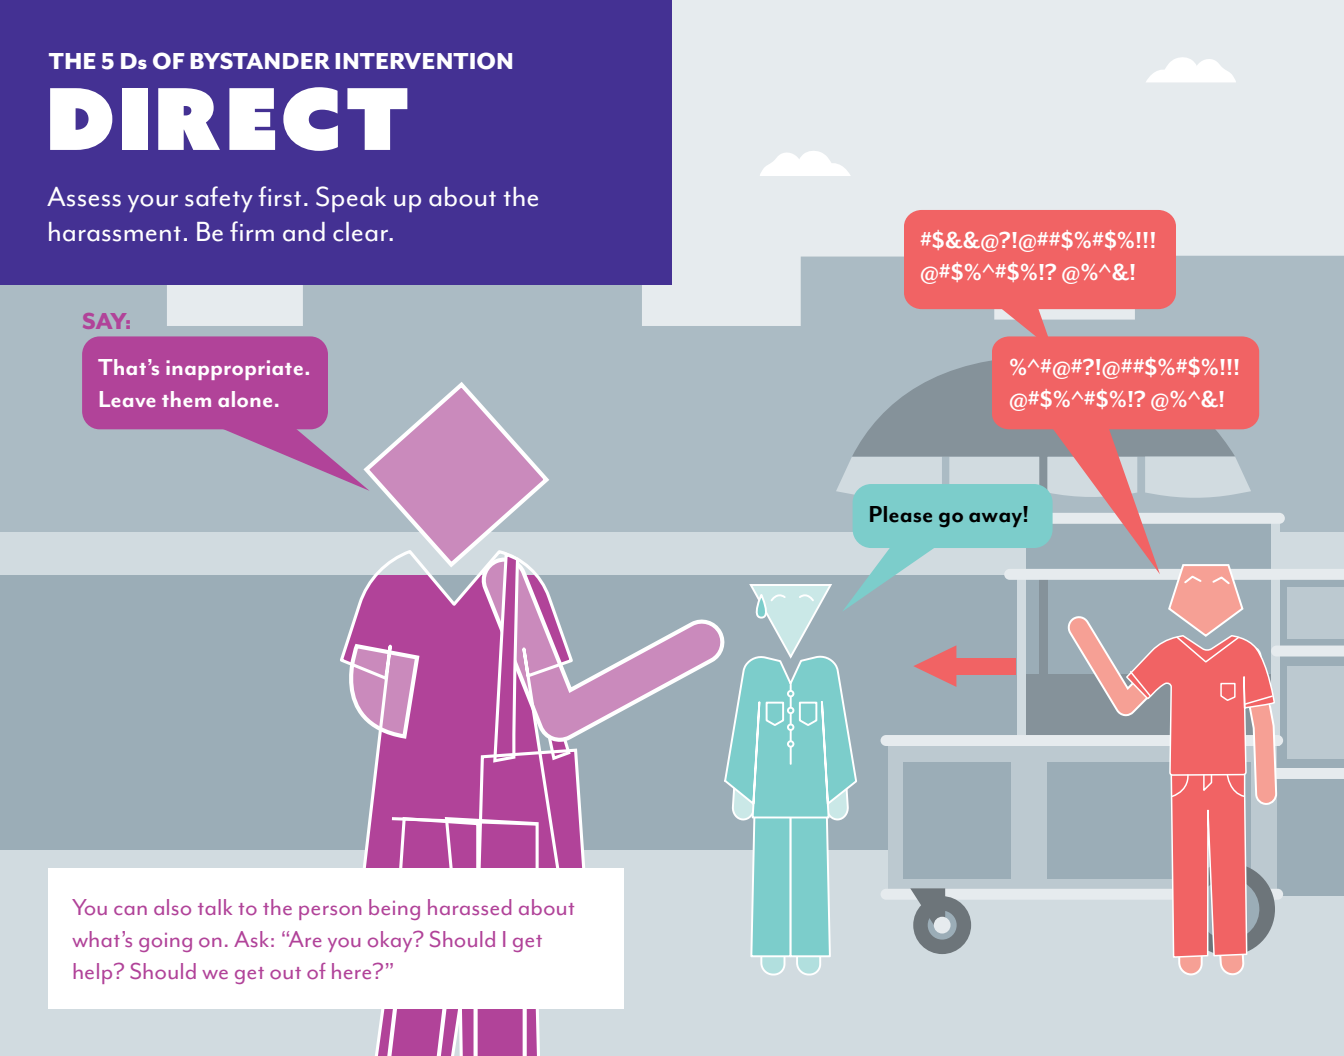 THE 5 Ds OF BYSTANDER INTERVENTION
DIRECT
Assess your safety first. Speak up about the
harassment. Be firm and clear.
SAY:
That’s inappropriate.
Leave them alone.
#$&&@?!@##$%#$%!!!
@#$%^#$%!? @%^&!
%^#@#?!@##$%#$%!!!
@#$%^#$%!? @%^&!
Please go away!
You can also talk to the person being harassed about
what’s going on. Ask: “Are you okay? Should I get
help? Should we get out of here?”